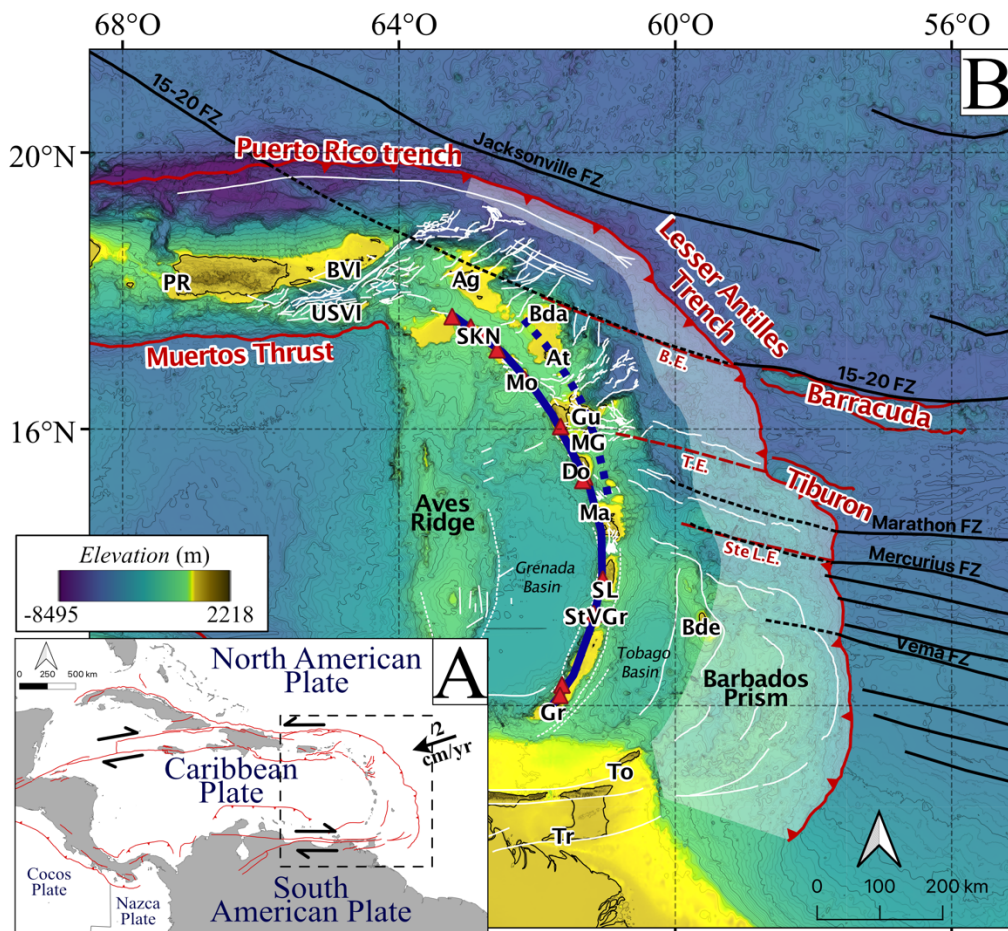 68°O
64°O
60°O
56°O
B
15-20 FZ
Jacksonville FZ
20°N
Puerto Rico trench
Lesser Antilles
Trench
PR
BVI
USVI
Ag
Muertos Thrust
SKN
Bda
At
B.E.
15-20 FZ
Mo
Barracuda
16°N
Gu
MG
T.E.
Do
Tiburon
Aves
Ridge
Ma
Marathon FZ
Ste L.E.
Mercurius FZ
Elevation (m)
-8495
2218
Grenada
Basin
SL
StVGr
Bde
Tobago
Basin
Vema FZ
Barbados
Prism
Gr
To
Tr
0 100 200 km
A
0 250 500 km
North American
Plate
2
cm/yr
Caribbean
Plate
Cocos
Plate
Nazca
Plate
South
American Plate